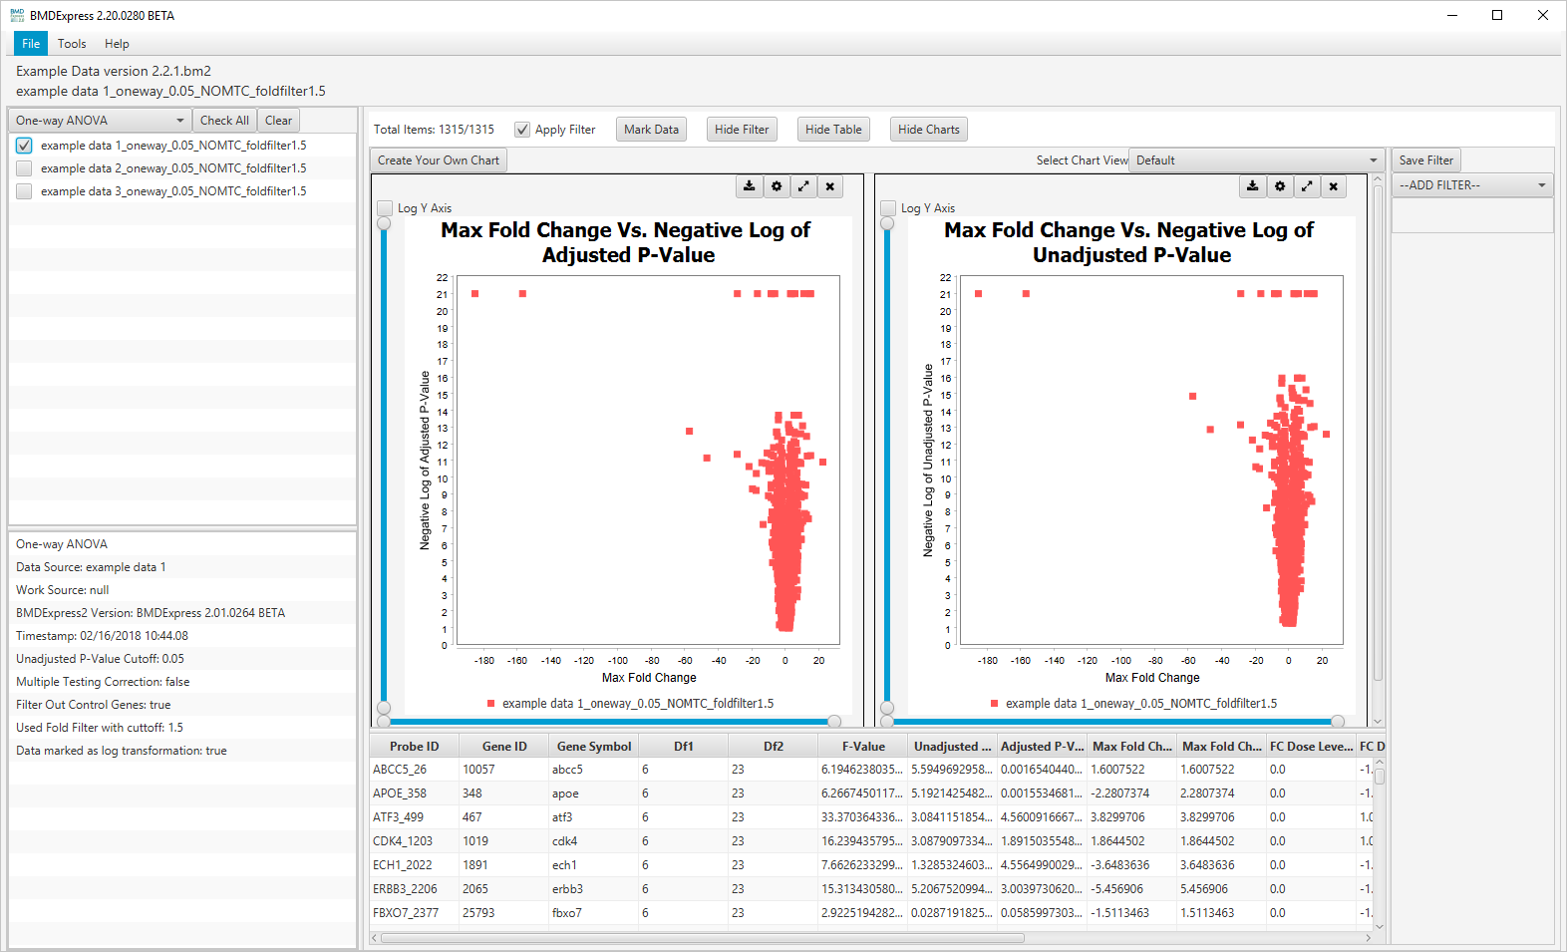 BMDExpress 2.20.0280 BETA
File Tools Help
Example Data version 2.2.1.bm2
example data 1_oneway_0.05_NOMTC_foldfilter1.5
One-way ANOVA Check All Clear
example data 1_oneway_0.05_NOMTC_foldfilter1.5
example data 2_oneway_0.05_NOMTC_foldfilter1.5
example data 3_oneway_0.05_NOMTC_foldfilter1.5
One-way ANOVA
Data Source: example data 1
Work Source: null
BMDExpress2 Version: BMDExpress 2.01.0264 BETA
Timestamp: 02/16/2018 10:44.08
Unadjusted P-Value Cutoff: 0.05
Multiple Testing Correction: false
Filter Out Control Genes: true
Used Fold Filter with cuttoff: 1.5
Data marked as log transformation: true
Total Items: 1315/1315 Apply Filter Mark Data Hide Filter Hide Table Hide Charts
Create Your Own Chart Select Chart View Default
Log Y Axis
Max Fold Change Vs. Negative Log of
Adjusted P-Value
Negative Log of Adjusted P-Value
22
21
20
19
18
17
16
15
14
13
12
11
10
9
8
7
6
5
4
3
2
1
0
-180 -160 -140 -120 -100 -80 -60 -40 -20 0 20
Max Fold Change
example data 1_oneway_0.05_NOMTC_foldfilter1.5
Log Y Axis
Max Fold Change Vs. Negative Log of
Unadjusted P-Value
Negative Log of Unadjusted P-Value
22
21
20
19
18
17
16
15
14
13
12
11
10
9
8
7
6
5
4
3
2
1
0
-180 -160 -140 -120 -100 -80 -60 -40 -20 0 20
Max Fold Change
example data 1_oneway_0.05_NOMTC_foldfilter1.5
Save Filter
--ADD FILTER--
Probe ID Gene ID Gene Symbol Df1 Df2 F-Value Unadjusted ... Adjusted P-V... Max Fold Ch... Max Fold Ch... FC Dose Leve... FC D
ABCC5_26 10057 abcc5 6 23 6.1946238035... 5.5949692958... 0.0016540440... 1.6007522 1.6007522 0.0 -1.
APOE_358 348 apoe 6 23 6.2667450117... 5.1921425482... 0.0015534681... -2.2807374 2.2807374 0.0 -1.
ATF3_499 467 atf3 6 23 33.370364336... 3.0841151854... 4.5600916667... 3.8299706 3.8299706 0.0 1.0
CDK4_1203 1019 cdk4 6 23 16.239435795... 3.0879097334... 1.8915035548... 1.8644502 1.8644502 0.0 1.0
ECH1_2022 1891 ech1 6 23 7.6626233299... 1.3285324603... 4.5564990029... -3.6483636 3.6483636 0.0 -1.
ERBB3_2206 2065 erbb3 6 23 15.313430580... 5.2067520994... 3.0039730620... -5.456906 5.456906 0.0 -1.
FBXO7_2377 25793 fbxo7 6 23 2.9225194282... 0.0287191825... 0.0585997303... -1.5113463 1.5113463 0.0 -1.